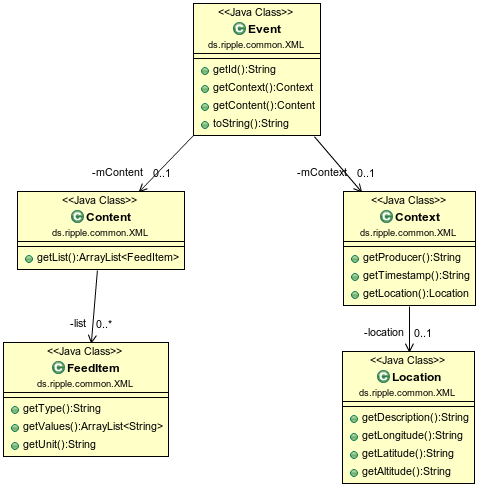 <<Java Class>>
C Event
ds.ripple.common.XML
getId():String
getContext():Context
getContent():Content
toString():String
-mContent 0..1
-mContext 0..1
<<Java Class>>
C Content
ds.ripple.common.XML
getList():ArrayList<FeedItem>
<<Java Class>>
C Context
ds.ripple.common.XML
getProducer():String
getTimestamp():String
getLocation():Location
-list 0..*
-location 0..1
<<Java Class>>
C FeedItem
ds.ripple.common.XML
getType():String
getValues():ArrayList<String>
getUnit():String
<<Java Class>>
C Location
ds.ripple.common.XML
getDescription():String
getLongitude():String
getLatitude():String
getAltitude():String